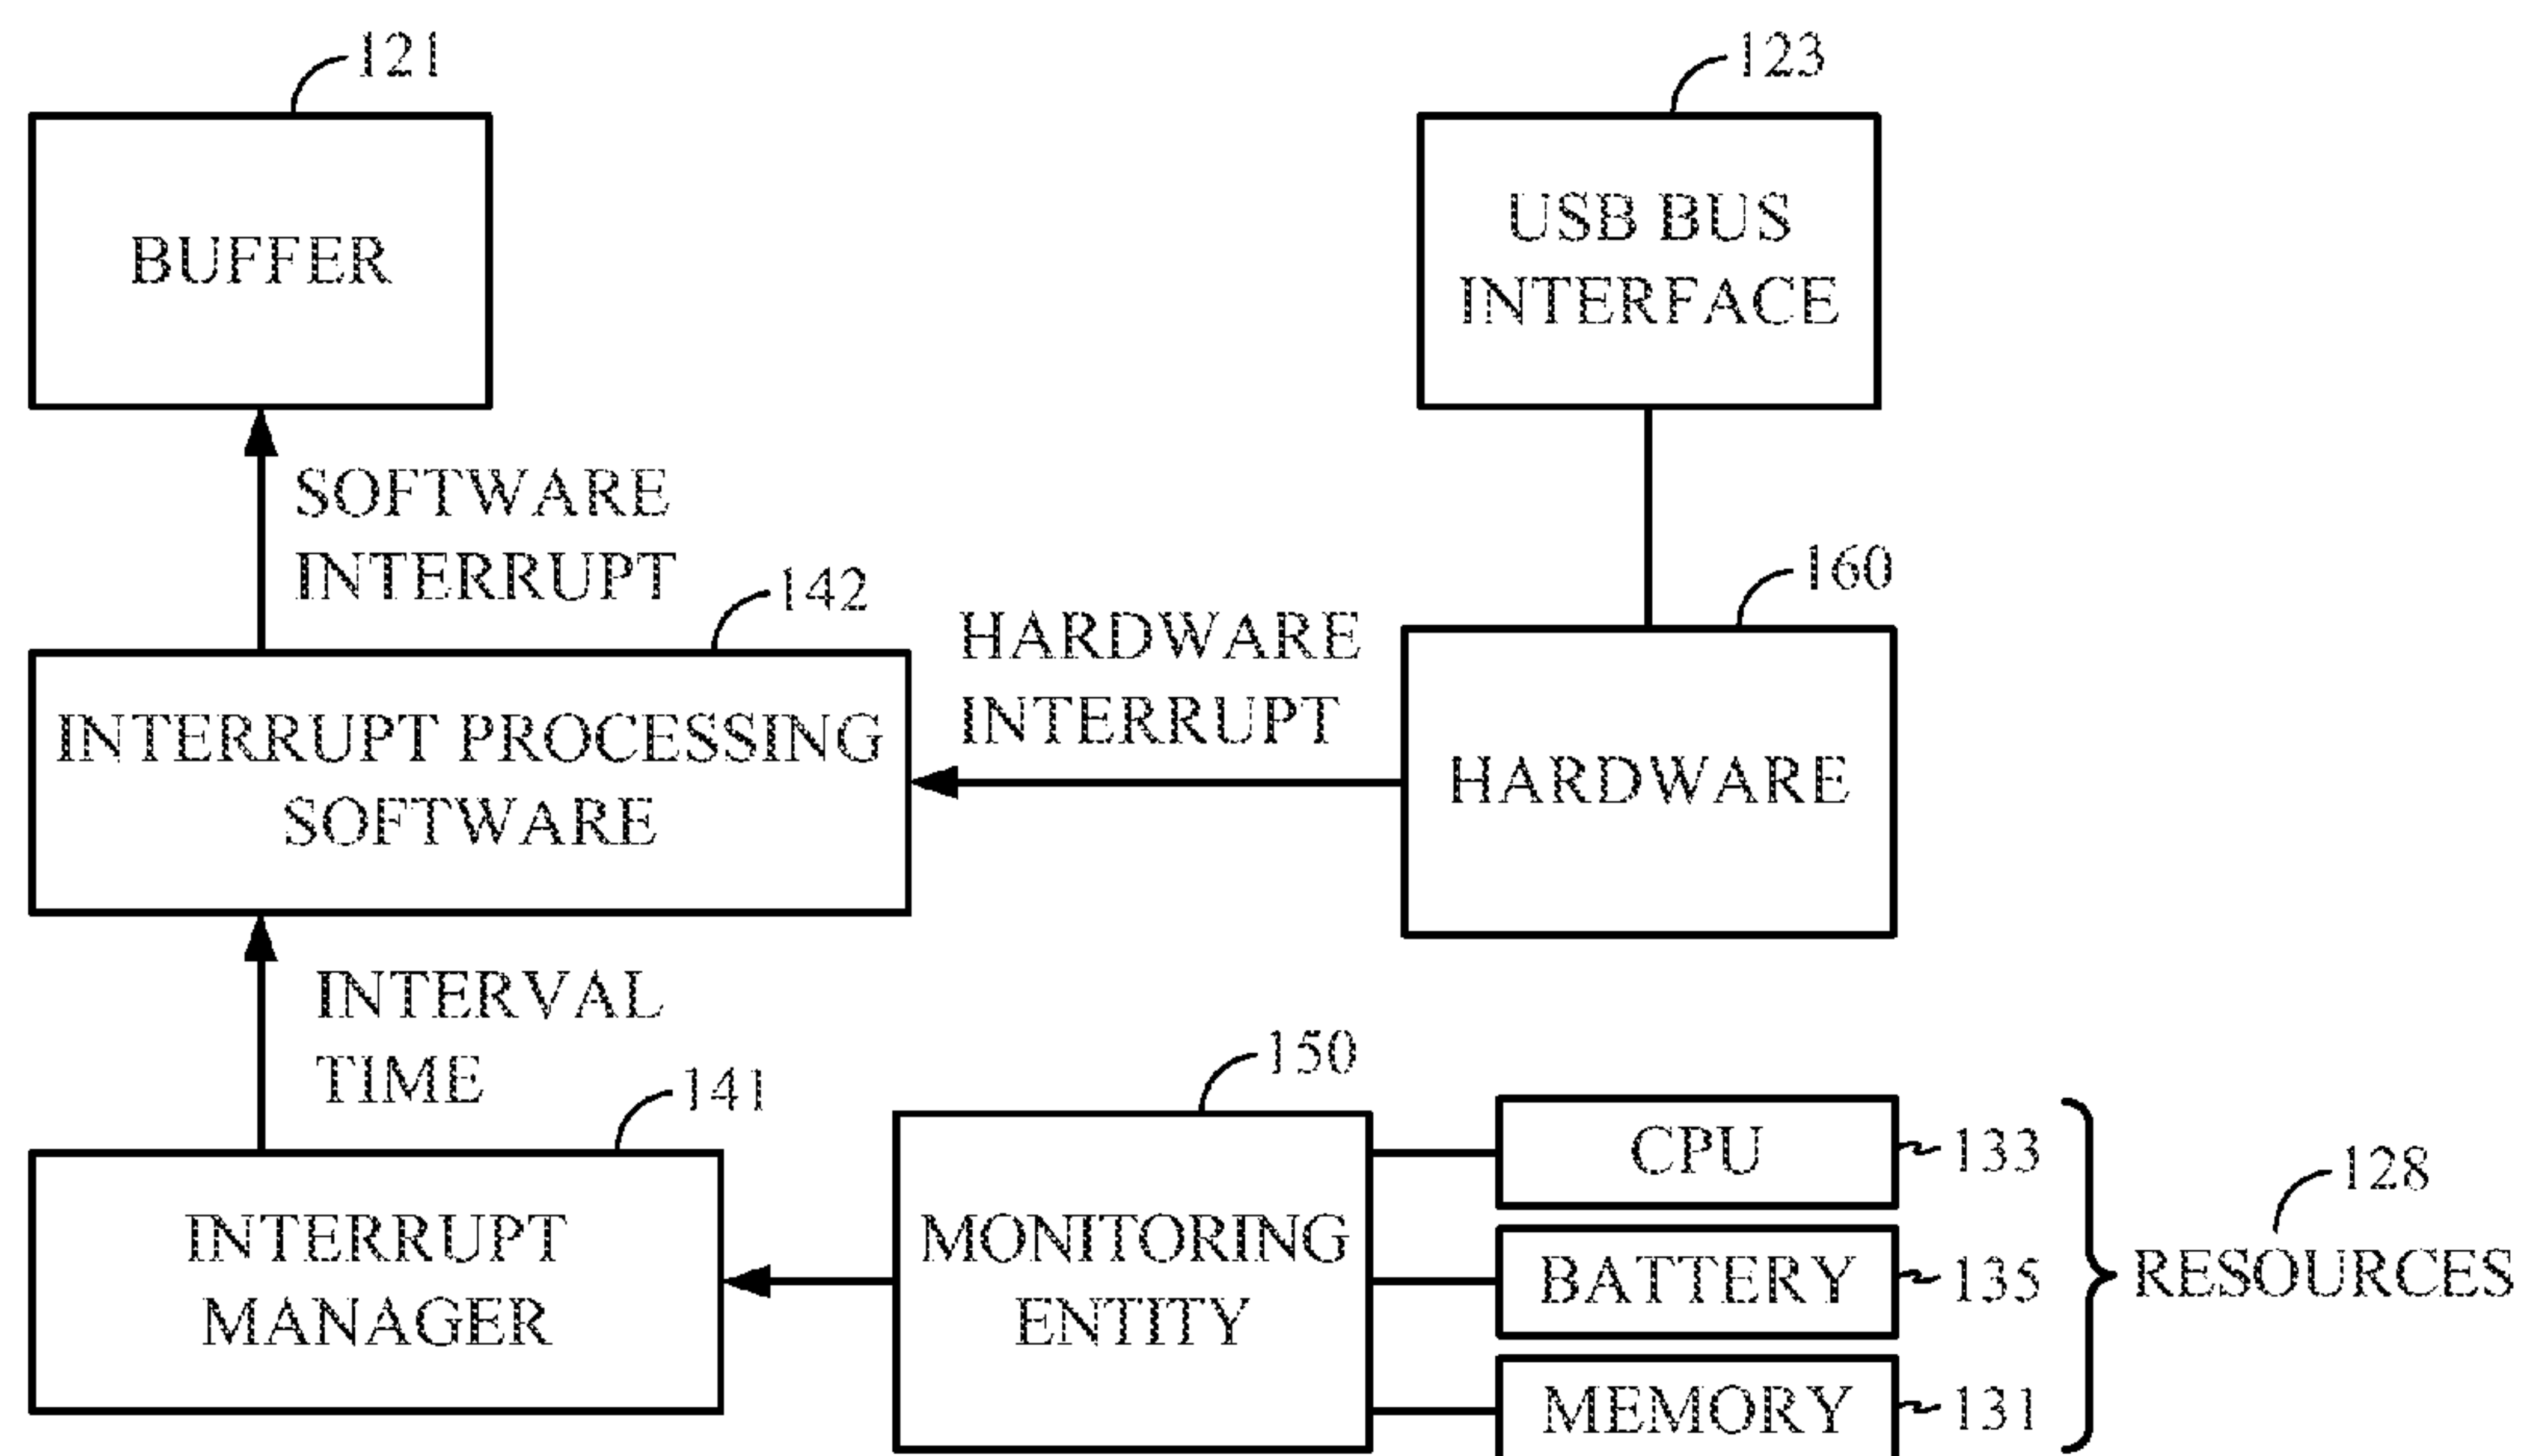 121
BUFFER
123
USB BUS
INTERFACE
SOFTWARE
INTERRUPT
142
INTERRUPT PROCESSING
SOFTWARE
HARDWARE
INTERRUPT
160
HARDWARE
INTERVAL
TIME
141
INTERRUPT
MANAGER
150
MONITORING
ENTITY
CPU
133
BATTERY
135
MEMORY
131
128
RESOURCES